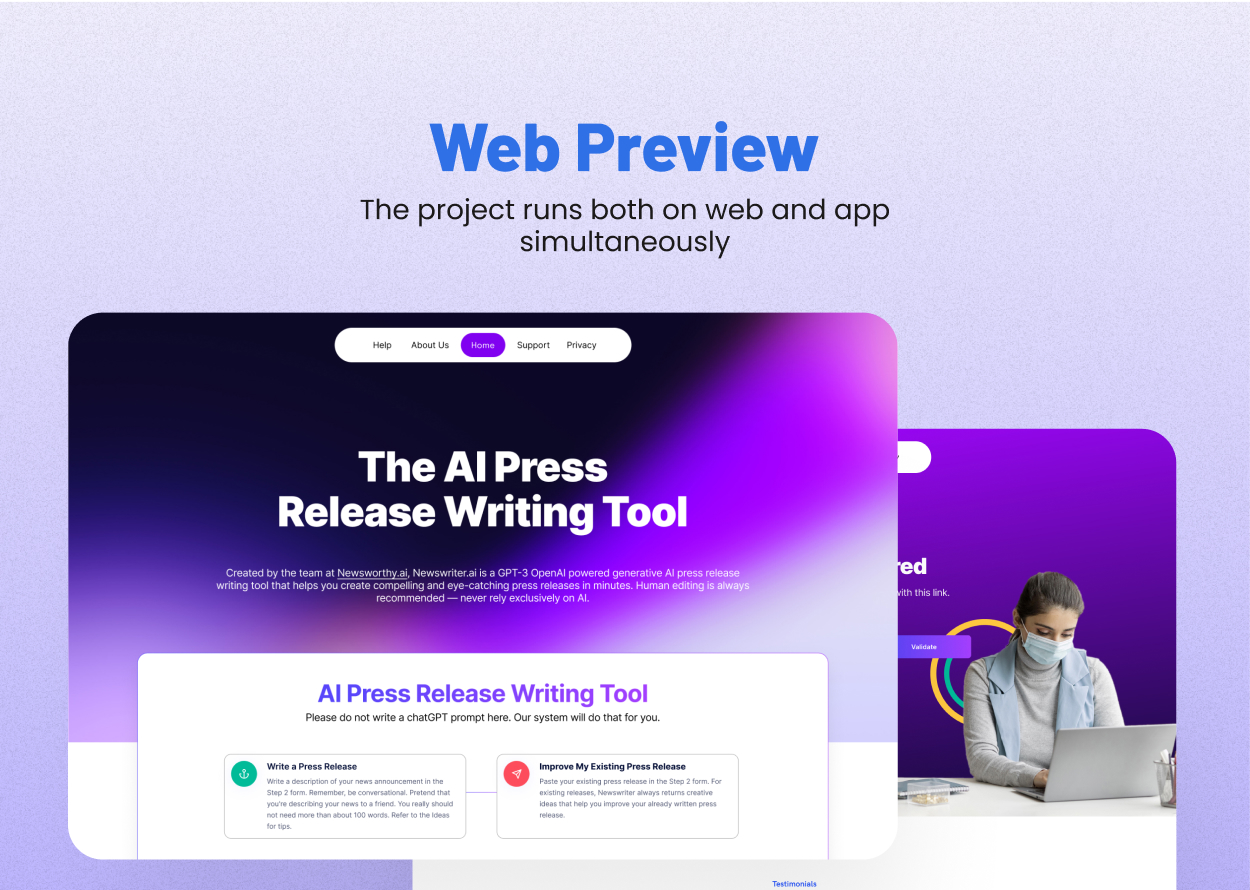 Web Preview
The project runs both on web and app
simultaneously
Help About Us Home Support Privacy
The AI Press
Release Writing Tool
Created by the team at Newsworthy.ai, Newswriter.ai is a GPT-3 OpenAI powered generative AI press release
writing tool that helps you create compelling and eye-catching press releases in minutes. Human editing is always
recommended — never rely exclusively on AI.
AI Press Release Writing Tool
Please do not write a chatGPT prompt here. Our system will do that for you.
Write a Press Release
Write a description of your news announcement in the
Step 2 form. Remember, be conversational. Pretend that
you're describing your news to a friend. You really should
not need more than about 100 words. Refer to the Ideas
for tips.
Improve My Existing Press Release
Paste your existing press release in the Step 2 form. For
existing releases, Newswriter always returns creative
ideas that help you improve your already written press
release.
red
with this link.
Validate
Testimonials